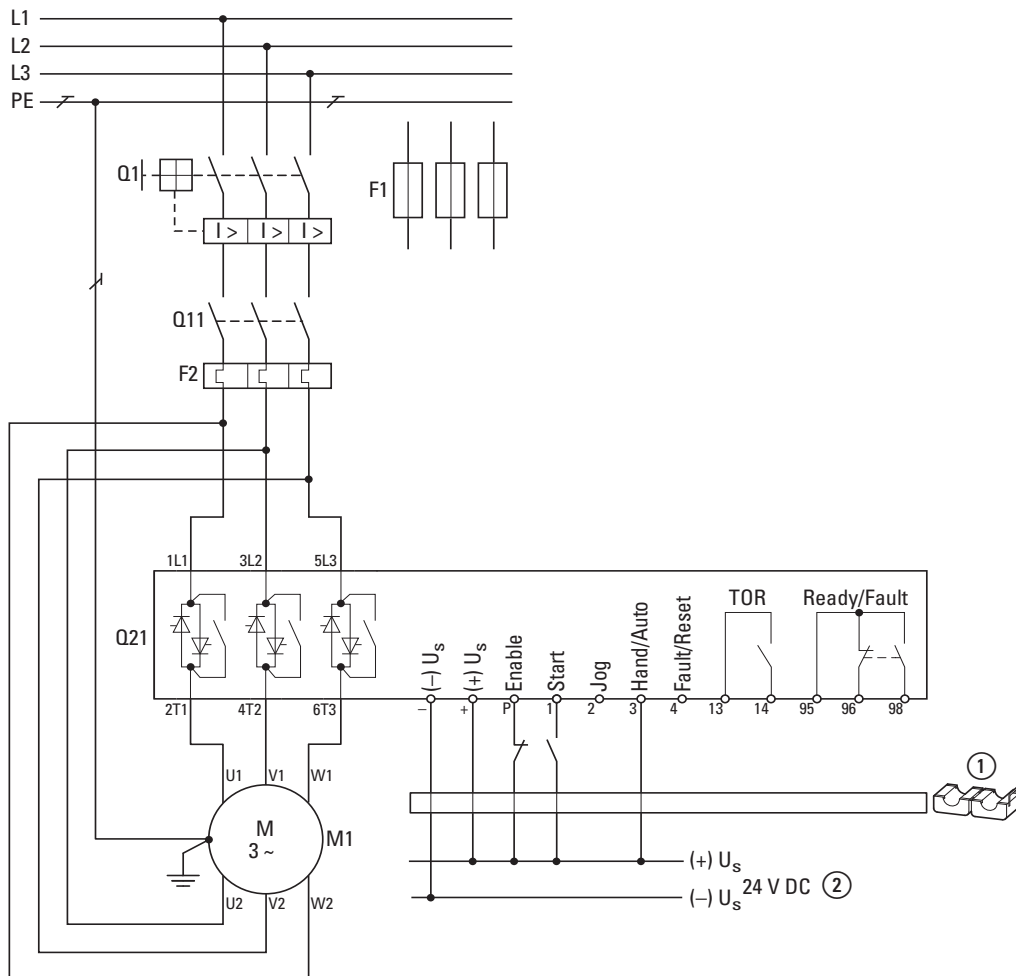 L1
L2
L3
PE
Q1
F1
I > I > I >
Q11
F2
1L1 3L2 5L3
TOR Ready/Fault
Q21
(–) Us
(+) Us
Enable
Start
Jog
Hand/Auto
Fault/Reset
2T1 4T2 6T3
– + P 1 2 3 4 13 14 95 96 98
U1 V1 W1
1
M
3 ~
M1
(+) Us
24 V DC 2
(–) Us
U2 V2 W2